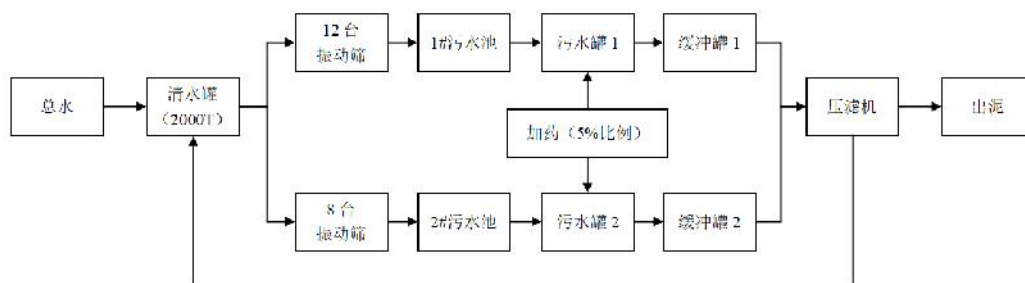 12 台
振动筛
1#污水池
污水罐 1
缓冲罐 1
总水
清水罐
（2000T）
加药（5%比例）
压滤机
出泥
8 台
振动筛
2#污水池
污水罐 2
缓冲罐 2